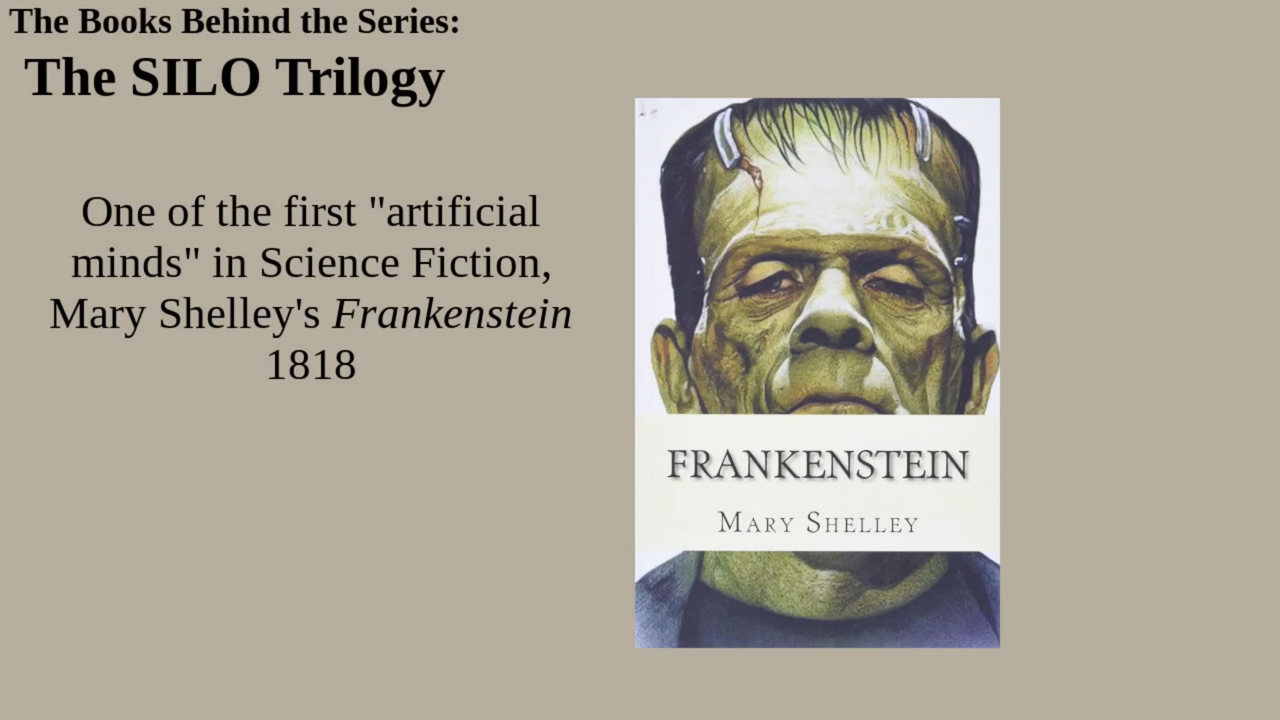 The Books Behind the Series:
The SILO Trilogy
One of the first "artificial
minds" in Science Fiction,
Mary Shelley's Frankenstein
1818
FRANKENSTEIN
MARY SHELLEY